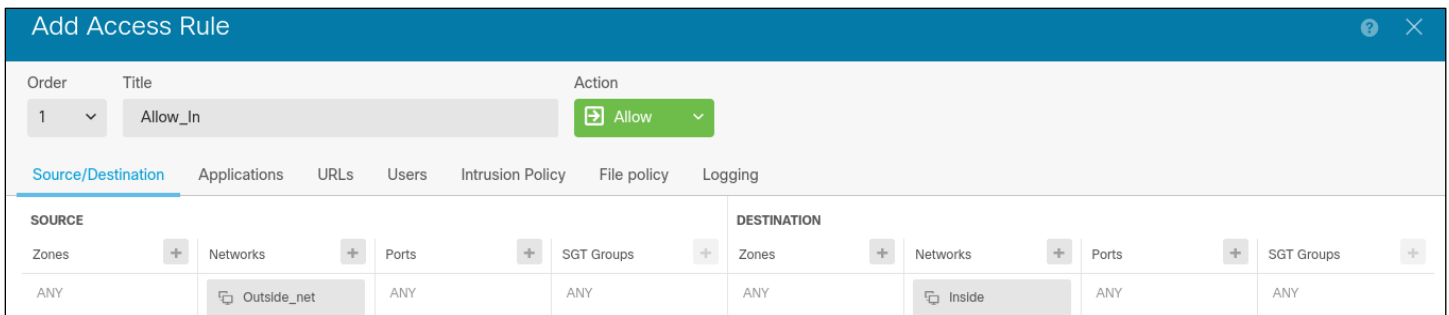 Add Access Rule
Order Title Action
1 Allow_In Allow
Source/Destination Applications URLs Users Intrusion Policy File policy Logging
SOURCE DESTINATION
Zones Networks Ports SGT Groups Zones Networks Ports SGT Groups
ANY Outside_net ANY ANY ANY Inside ANY ANY